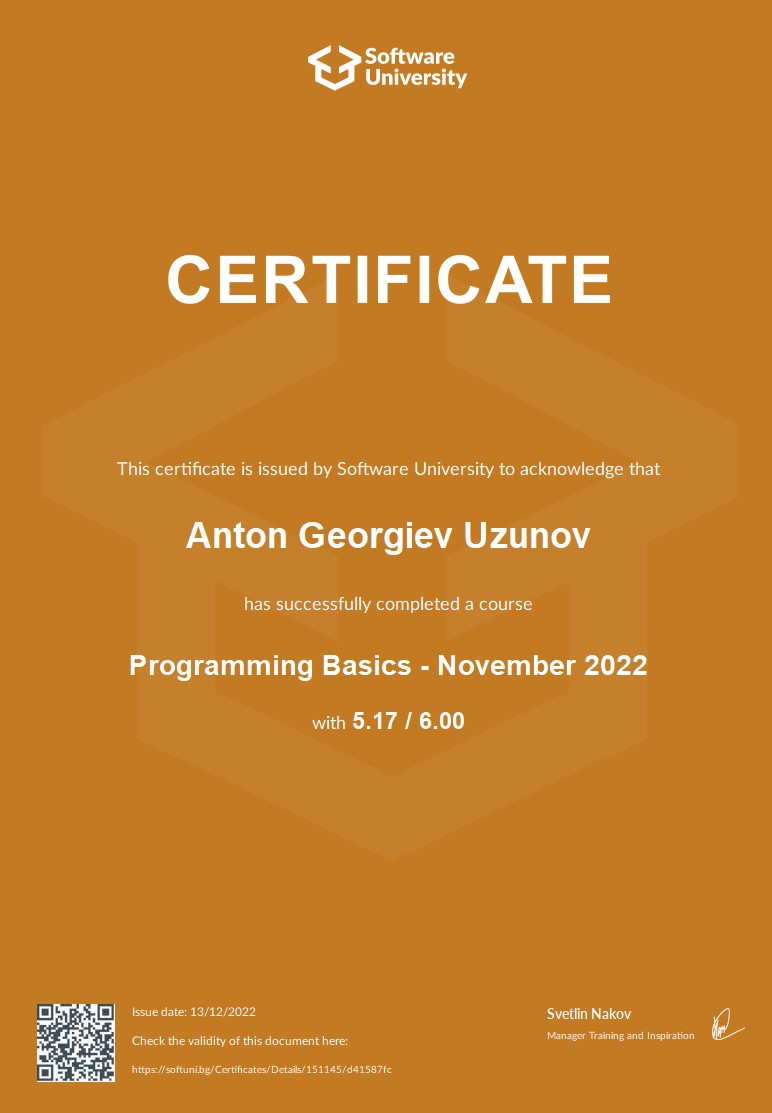 Software
University
CERTIFICATE
This certificate is issued by Software University to acknowledge that
Anton Georgiev Uzunov
has successfully completed a course
Programming Basics - November 2022
with 5.17 / 6.00
Issue date: 13/12/2022
Check the validity of this document here:
https://softuni.bg/Certificates/Details/151145/d41587fc
Svetlin Nakov
Manager Training and Inspiration